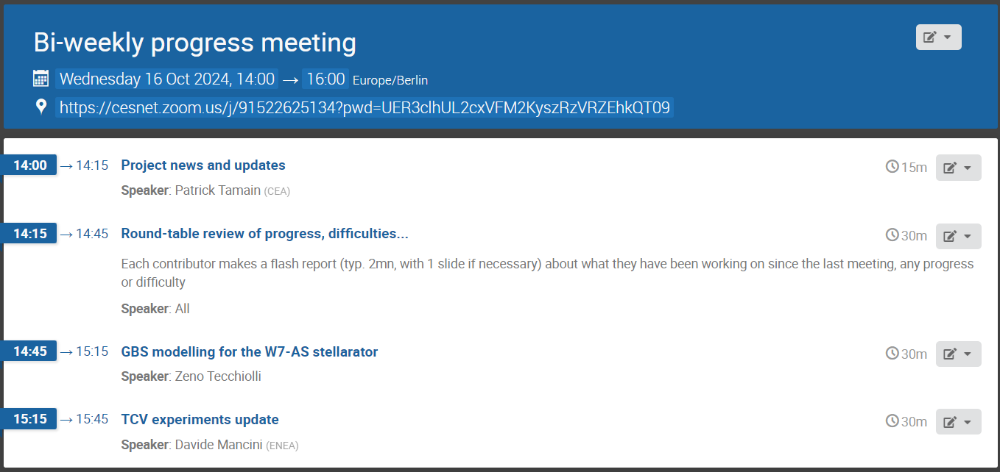 Bi-weekly progress meeting
Wednesday 16 Oct 2024, 14:00 → 16:00 Europe/Berlin
https://cesnet.zoom.us/j/91522625134?pwd=UER3clhUL2cxVFM2KyszRzVRZEhkQT09
14:00 → 14:15 Project news and updates 15m
Speaker: Patrick Tamain (CEA)
14:15 → 14:45 Round-table review of progress, difficulties... 30m
Each contributor makes a flash report (typ. 2mn, with 1 slide if necessary) about what they have been working on since the last meeting, any progress
or difficulty
Speaker: All
14:45 → 15:15 GBS modelling for the W7-AS stellarator 30m
Speaker: Zeno Tecchiolli
15:15 → 15:45 TCV experiments update 30m
Speaker: Davide Mancini (ENEA)